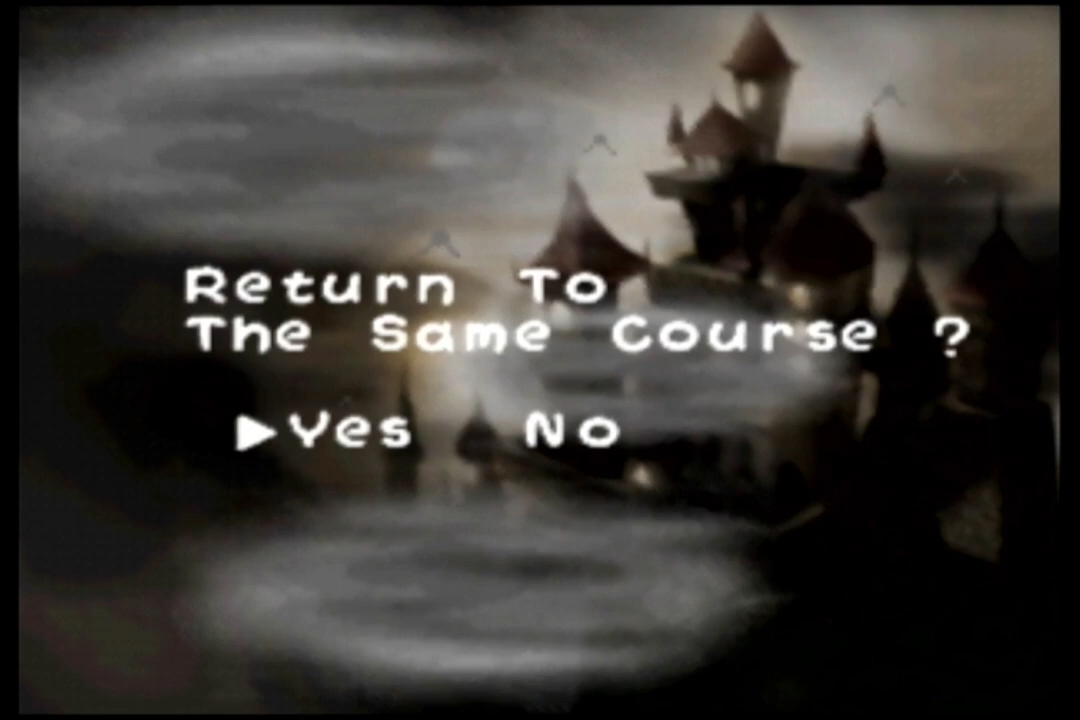 Return To
The Same Course ?
▶Yes No